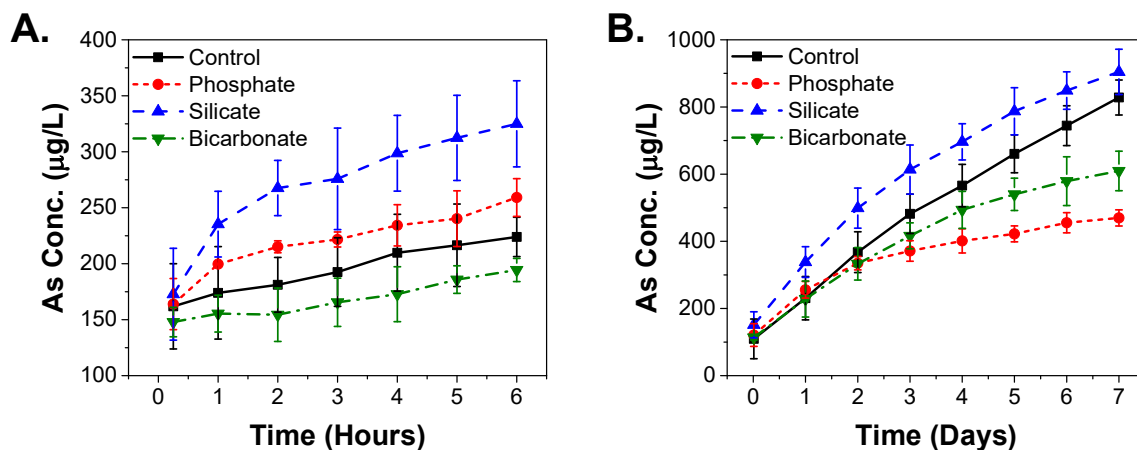 A.
400
350
300
250
200
150
100
As Conc. (µg/L)
Control
Phosphate
Silicate
Bicarbonate
0 1 2 3 4 5 6
Time (Hours)
B.
1000
800
600
400
200
0
As Conc. (µg/L)
Control
Phosphate
Silicate
Bicarbonate
0 1 2 3 4 5 6 7
Time (Days)